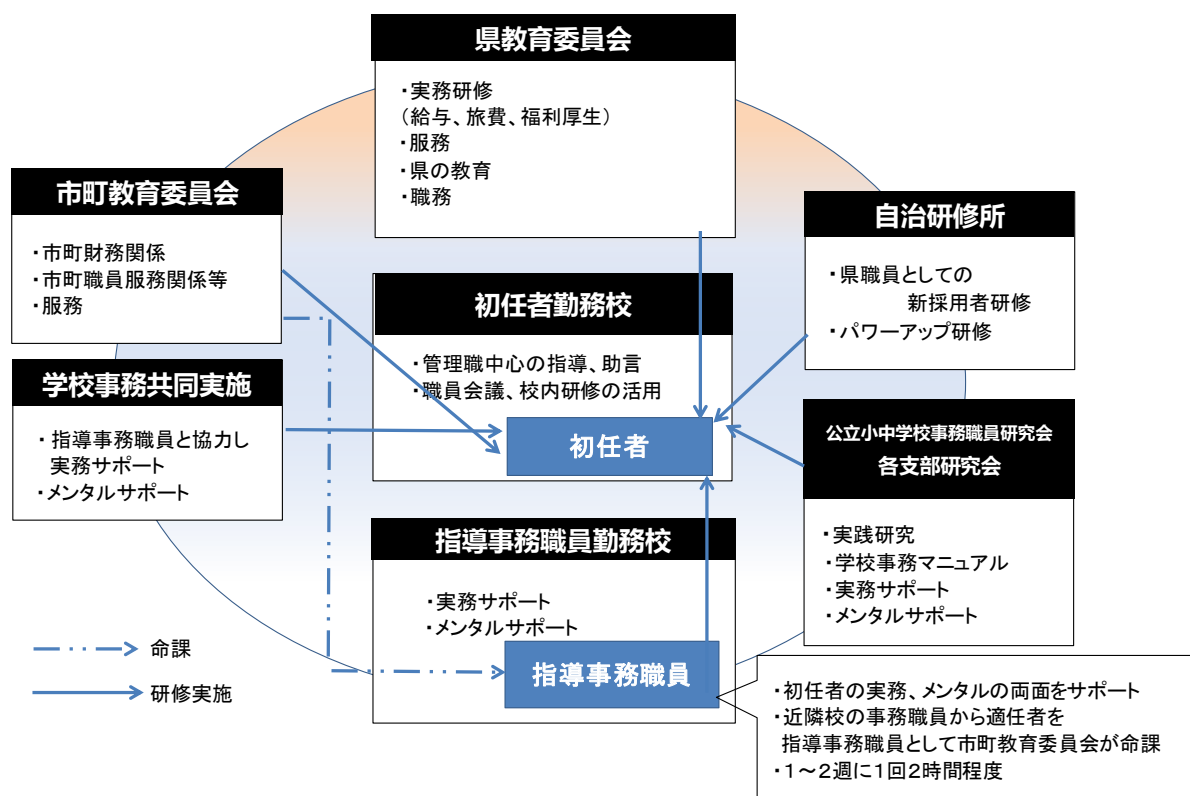 県教育委員会
・実務研修
(給与、旅費、福利厚生)
・服務
・県の教育
・職務
市町教育委員会
・市町財務関係
・市町職員服務関係等
・服務
自治研修所
・県職員としての
新採用者研修
・パワーアップ研修
初任者勤務校
・管理職中心の指導、助言
・職員会議、校内研修の活用
初任者
学校事務共同実施
・指導事務職員と協力し
実務サポート
・メンタルサポート
公立小中学校事務職員研究会
各支部研究会
・実践研究
・学校事務マニュアル
・実務サポート
・メンタルサポート
指導事務職員勤務校
・実務サポート
・メンタルサポート
指導事務職員
命課
研修実施
・初任者の実務、メンタルの両面をサポート
・近隣校の事務職員から適任者を
指導事務職員として市町教育委員会が命課
・1~2週に1回2時間程度